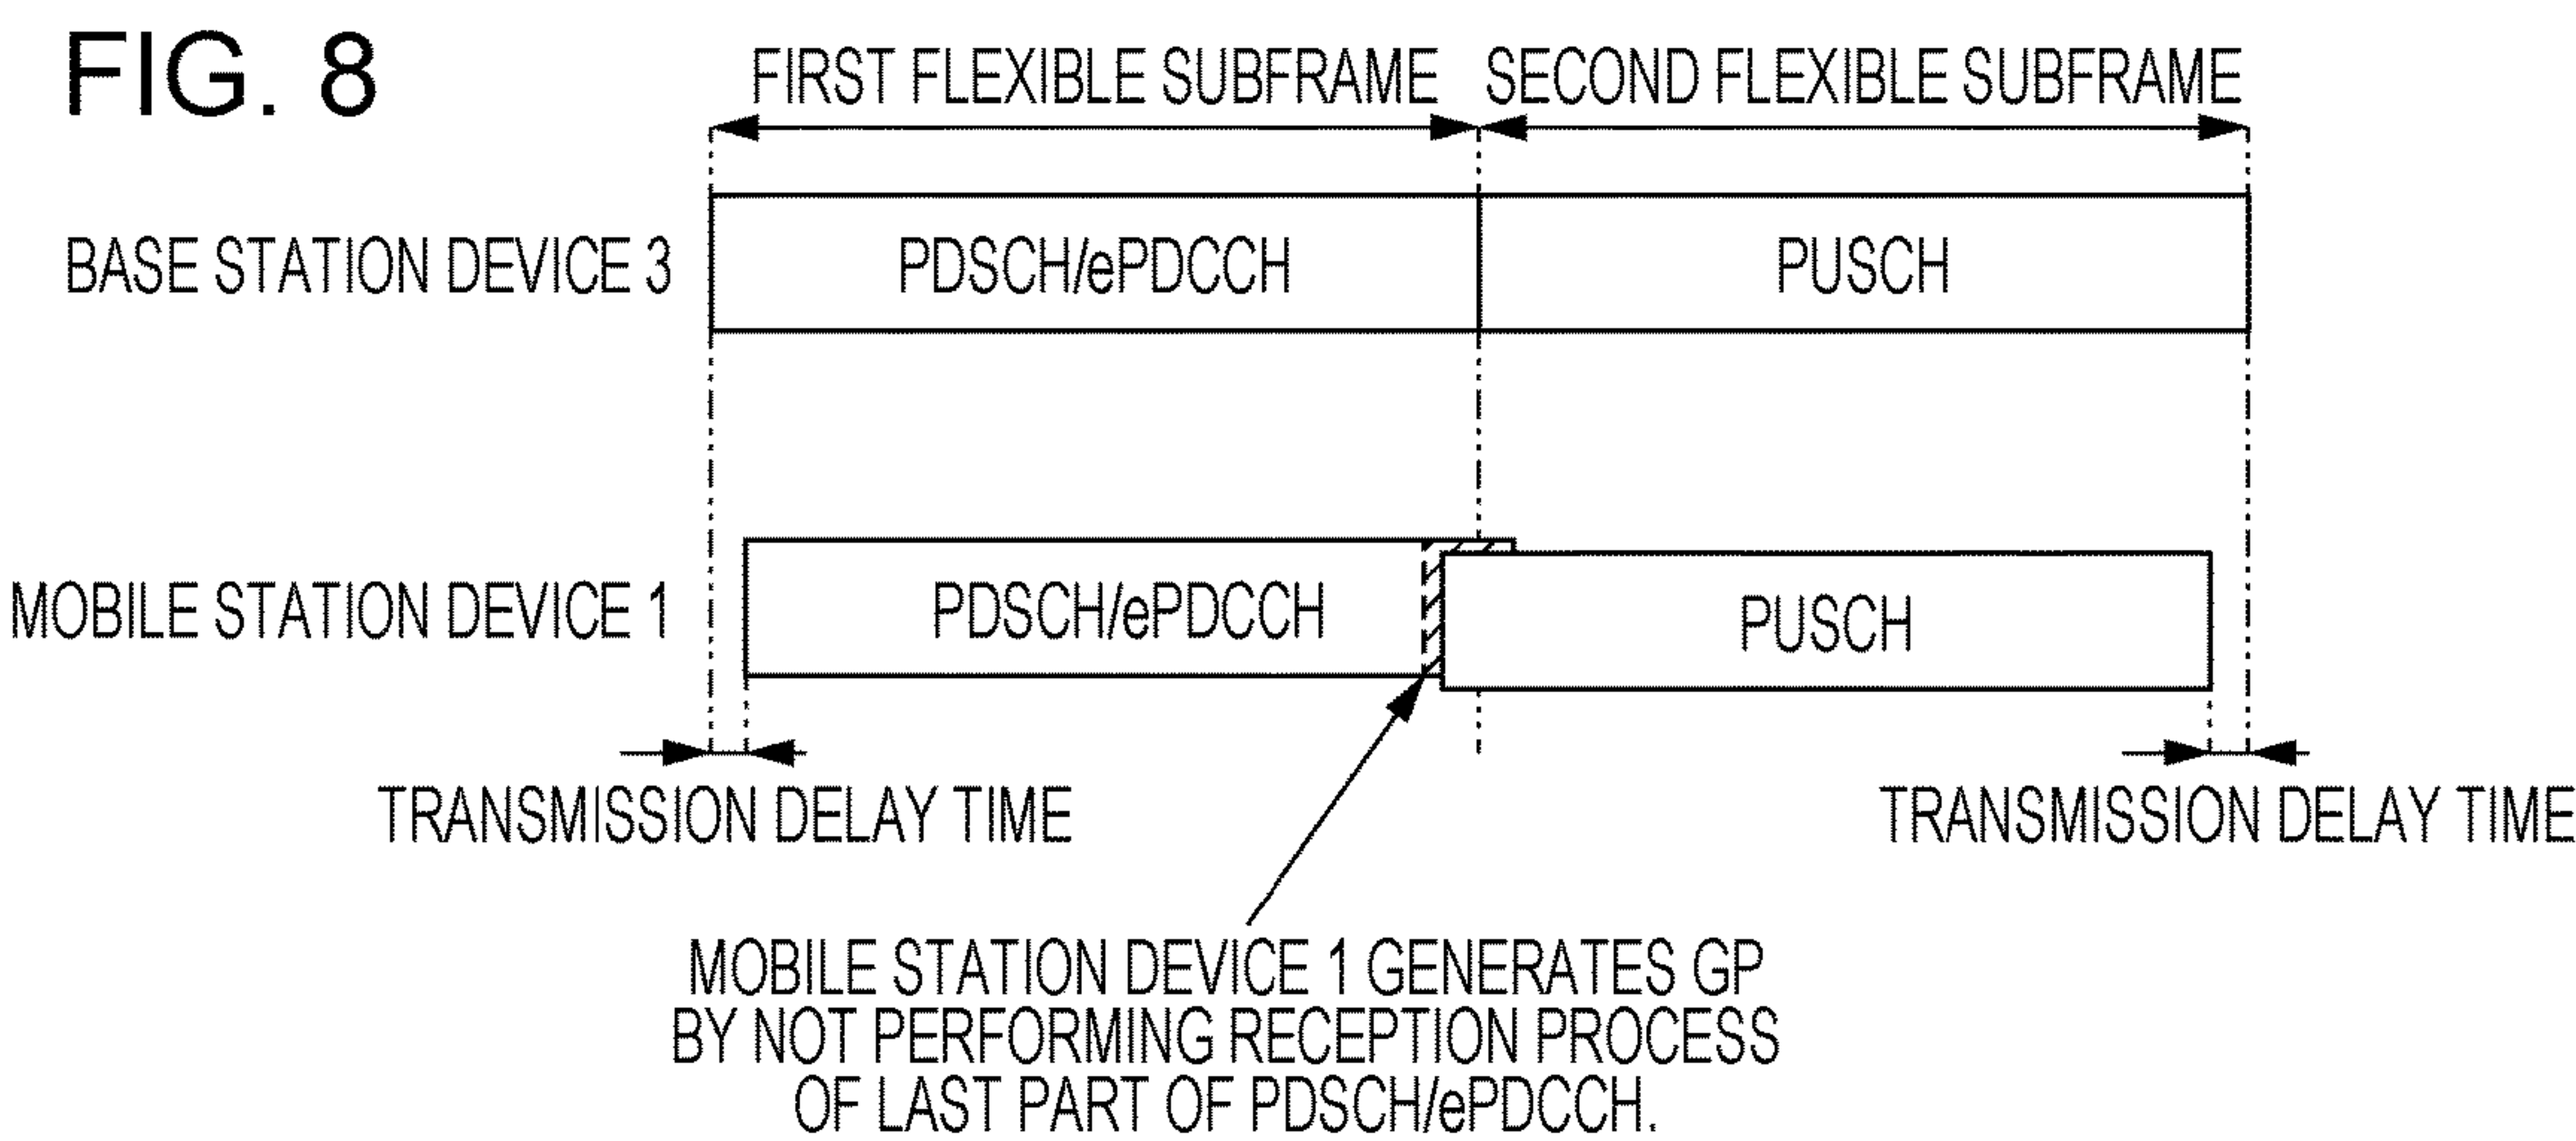 FIG. 8
FIRST FLEXIBLE SUBFRAME SECOND FLEXIBLE SUBFRAME
BASE STATION DEVICE 3 PDSCH/ePDCCH PUSCH
MOBILE STATION DEVICE 1 PDSCH/ePDCCH PUSCH
TRANSMISSION DELAY TIME TRANSMISSION DELAY TIME
MOBILE STATION DEVICE 1 GENERATES GP
BY NOT PERFORMING RECEPTION PROCESS
OF LAST PART OF PDSCH/ePDCCH.